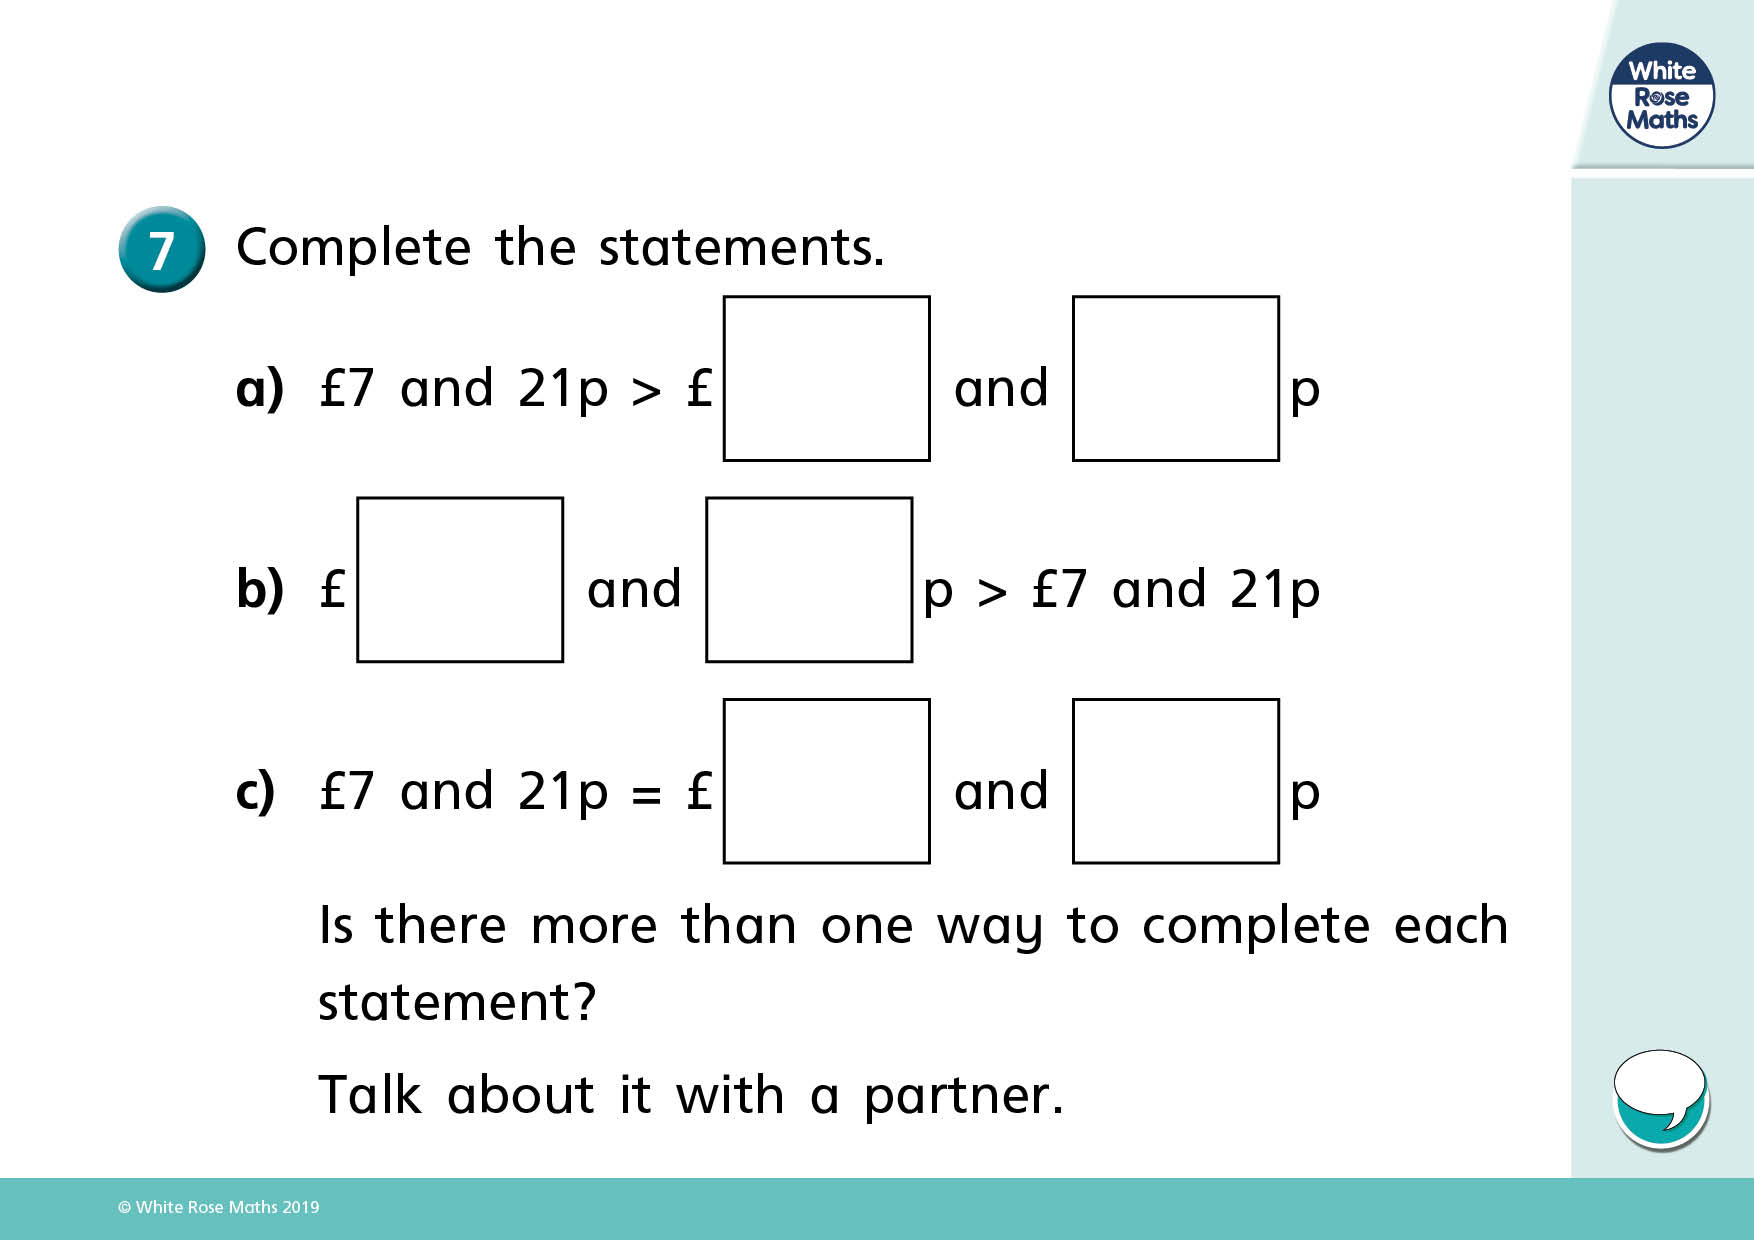 White
Rose
Maths
7 Complete the statements.
a) £7 and 21p > £ and p
b) £ and p > £7 and 21p
c) £7 and 21p = £ and p
Is there more than one way to complete each
statement?
Talk about it with a partner.
© White Rose Maths 2019